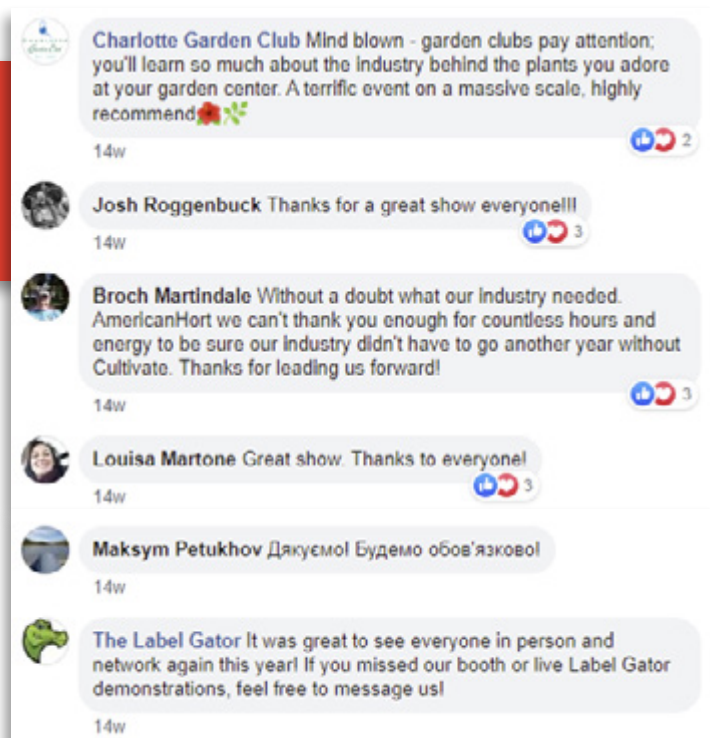 Charlotte Garden Club Mind blown - garden clubs pay attention;
you'll learn so much about the industry behind the plants you adore
at your garden center. A terrific event on a massive scale, highly
recommend🌺🌿
2
14w
Josh Roggenbuck Thanks for a great show everyone!!!
3
14w
Broch Martindale Without a doubt what our industry needed.
AmericanHort we can't thank you enough for countless hours and
energy to be sure our industry didn't have to go another year without
Cultivate. Thanks for leading us forward!
3
14w
Louisa Martone Great show. Thanks to everyone!
3
14w
Maksym Petukhov Дякуємо! Будемо обов'язково!
14w
The Label Gator It was great to see everyone in person and
network again this year! If you missed our booth or live Label Gator
demonstrations, feel free to message us!
14w